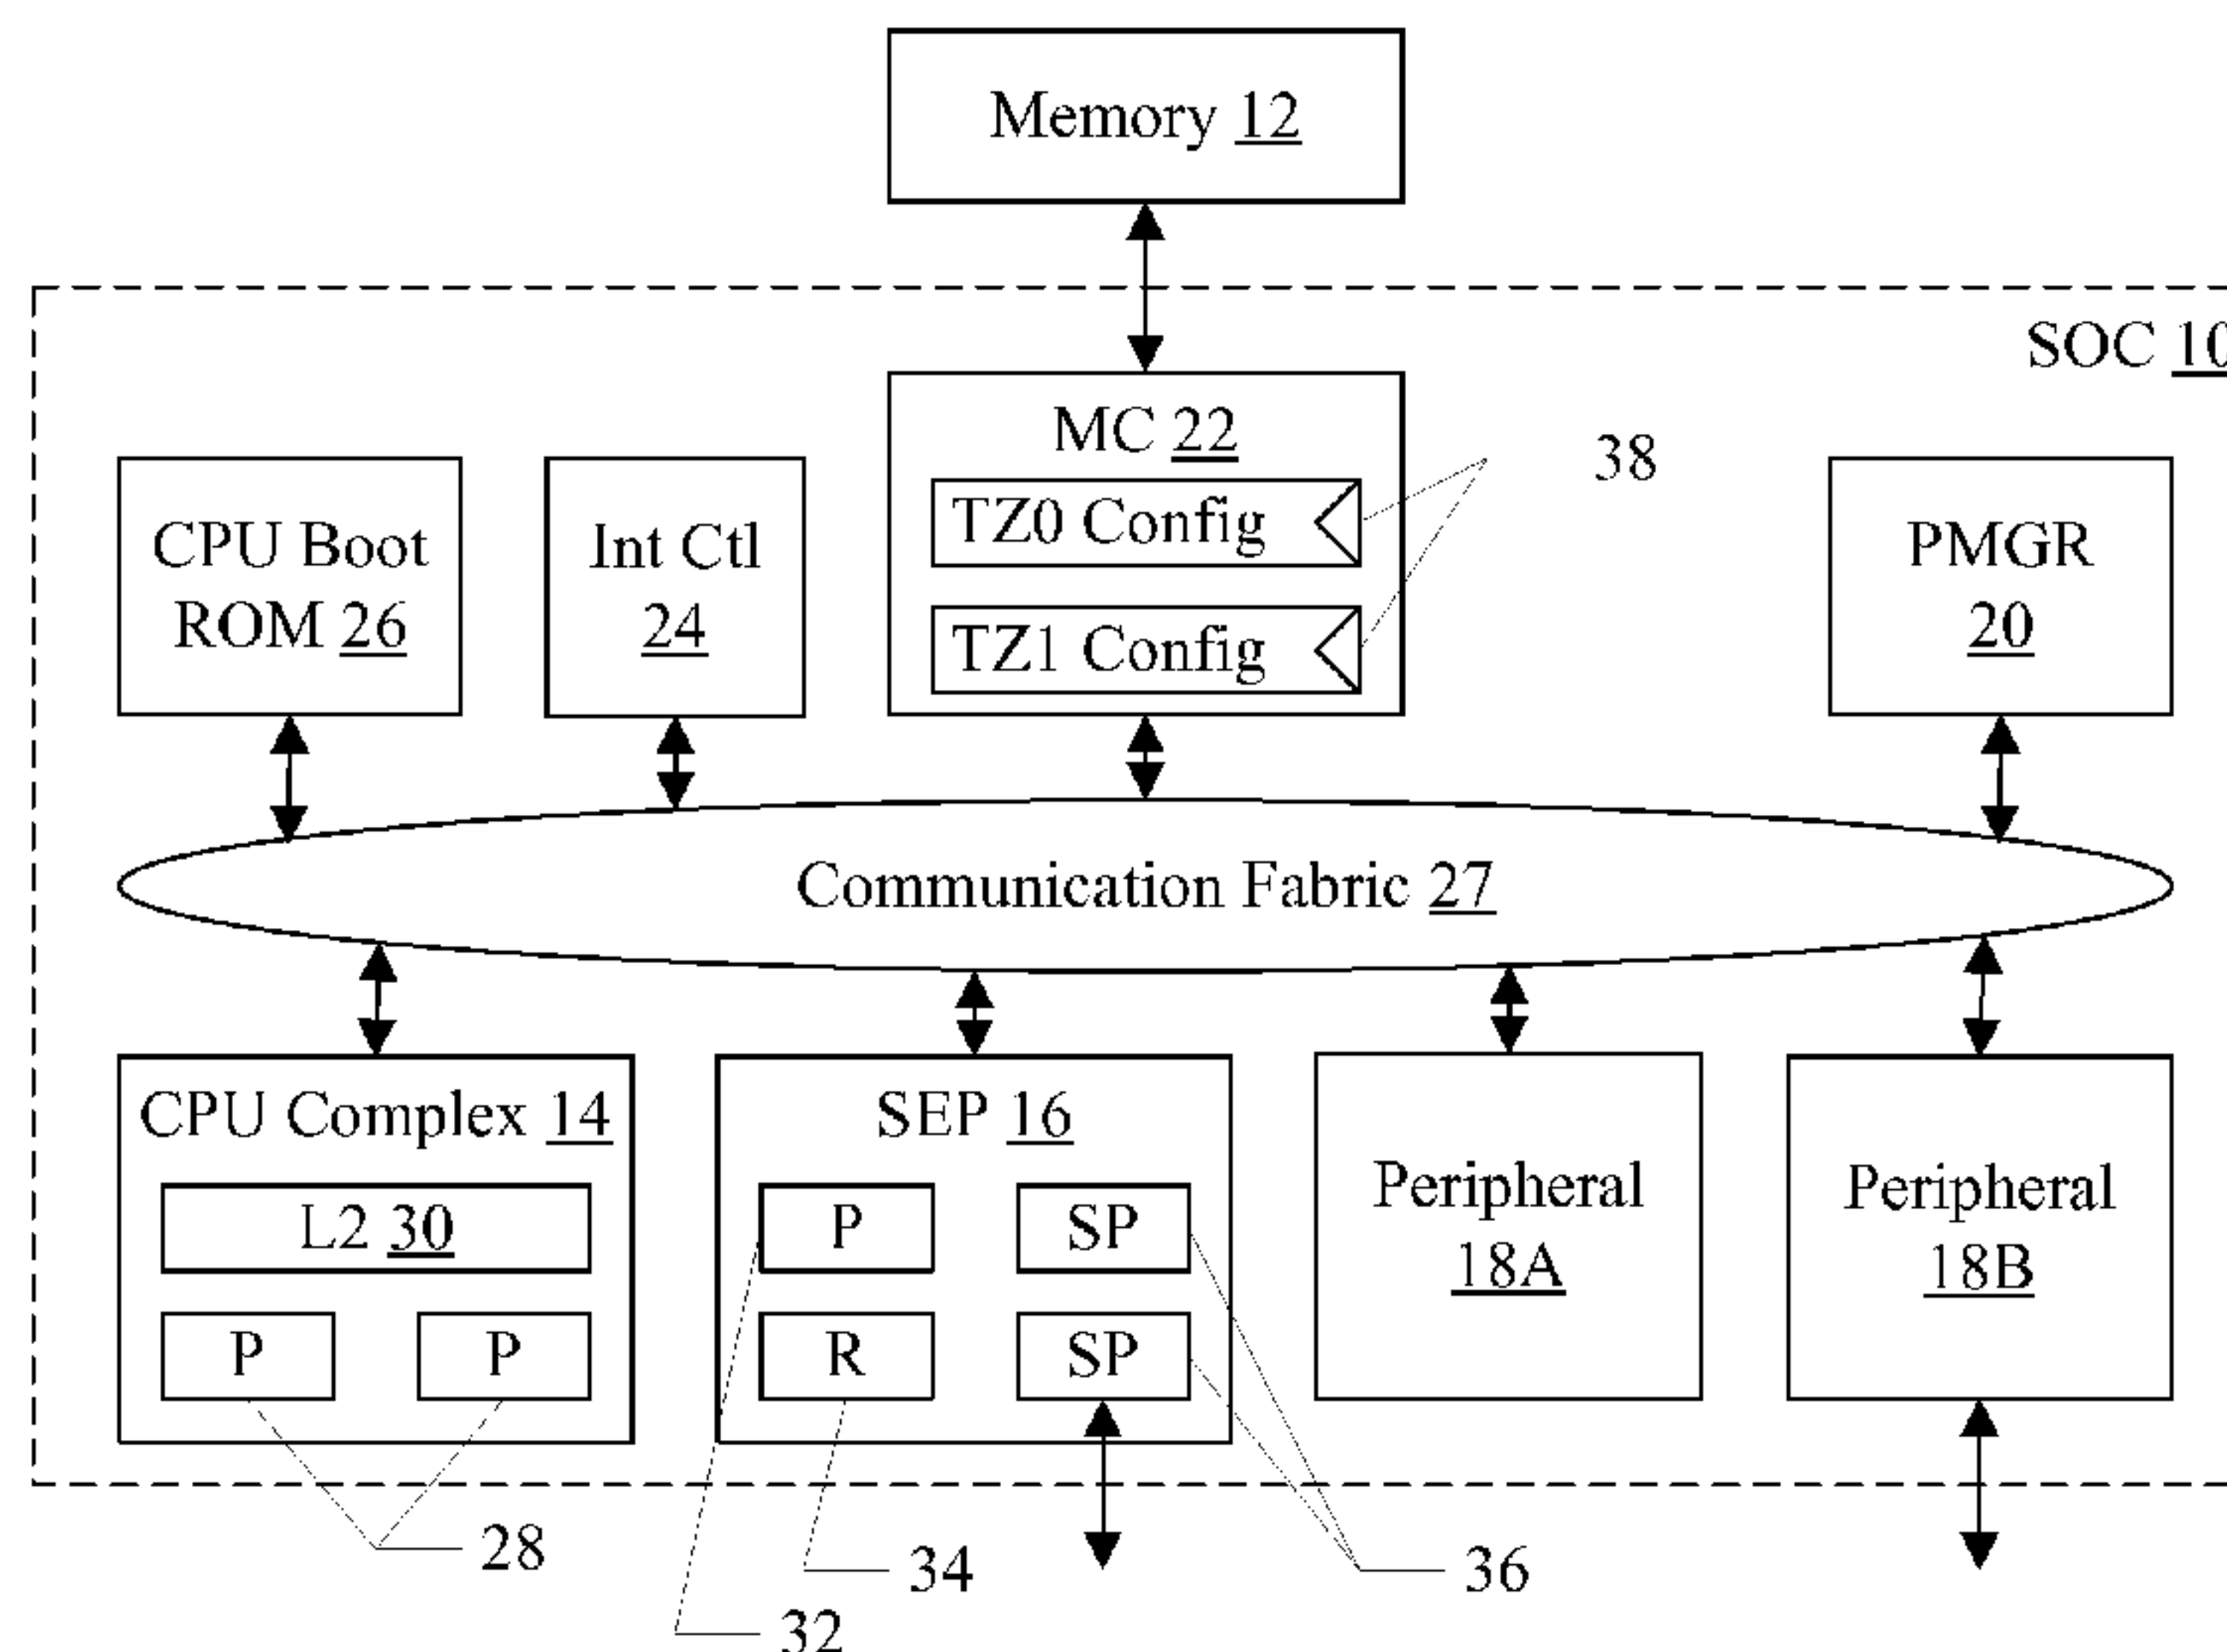 Memory 12
SOC 10
MC 22
38
TZ0 Config
TZ1 Config
CPU Boot
ROM 26
Int Ctl
24
PMGR
20
Communication Fabric 27
CPU Complex 14
L2 30
P
P
SEP 16
P
SP
R
SP
Peripheral
18A
Peripheral
18B
28
34
36
32